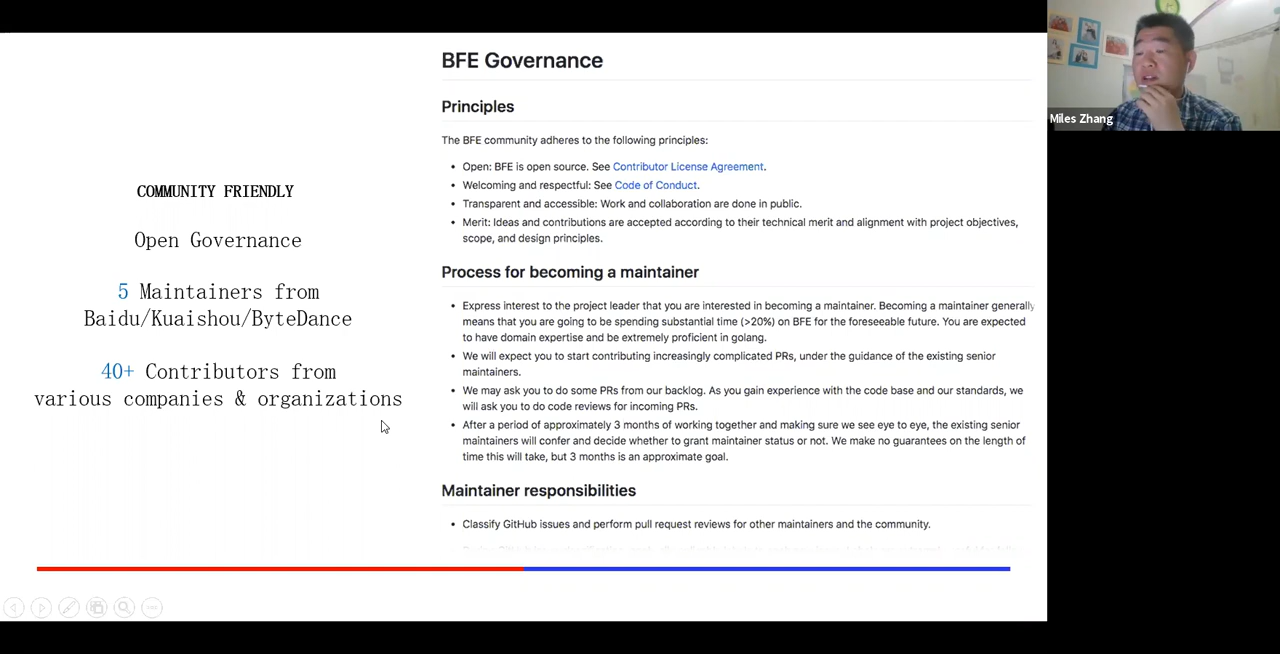 COMMUNITY FRIENDLY
Open Governance
5 Maintainers from
Baidu/Kuaishou/ByteDance
40+ Contributors from
various companies & organizations
BFE Governance
Principles
The BFE community adheres to the following principles:
• Open: BFE is open source. See Contributor License Agreement.
• Welcoming and respectful: See Code of Conduct.
• Transparent and accessible: Work and collaboration are done in public.
• Merit: Ideas and contributions are accepted according to their technical merit and alignment with project objectives,
scope, and design principles.
Process for becoming a maintainer
• Express interest to the project leader that you are interested in becoming a maintainer. Becoming a maintainer generally
means that you are going to be spending substantial time (>20%) on BFE for the foreseeable future. You are expected
to have domain expertise and be extremely proficient in golang.
• We will expect you to start contributing increasingly complicated PRs, under the guidance of the existing senior
maintainers.
• We may ask you to do some PRs from our backlog. As you gain experience with the code base and our standards, we
will ask you to do code reviews for incoming PRs.
• After a period of approximately 3 months of working together and making sure we see eye to eye, the existing senior
maintainers will confer and decide whether to grant maintainer status or not. We make no guarantees on the length of
time this will take, but 3 months is an approximate goal.
Maintainer responsibilities
• Classify GitHub issues and perform pull request reviews for other maintainers and the community.
Miles Zhang